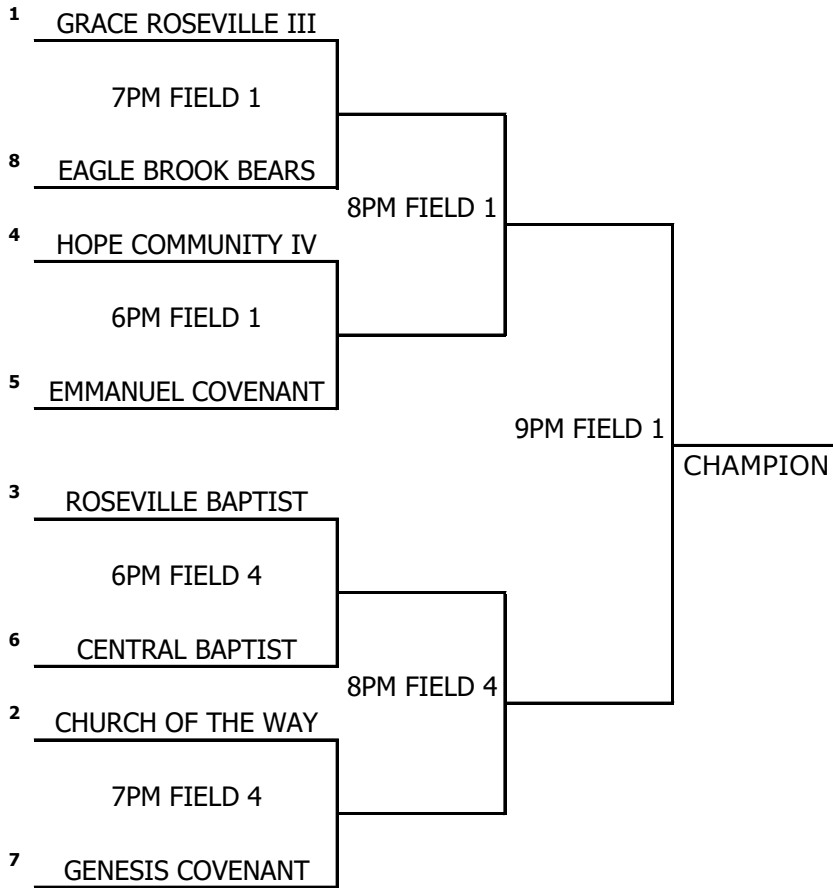 1 GRACE ROSEVILLE III
7PM FIELD 1
8 EAGLE BROOK BEARS
8PM FIELD 1
4 HOPE COMMUNITY IV
6PM FIELD 1
5 EMMANUEL COVENANT
9PM FIELD 1
CHAMPION
3 ROSEVILLE BAPTIST
6PM FIELD 4
6 CENTRAL BAPTIST
8PM FIELD 4
2 CHURCH OF THE WAY
7PM FIELD 4
7 GENESIS COVENANT